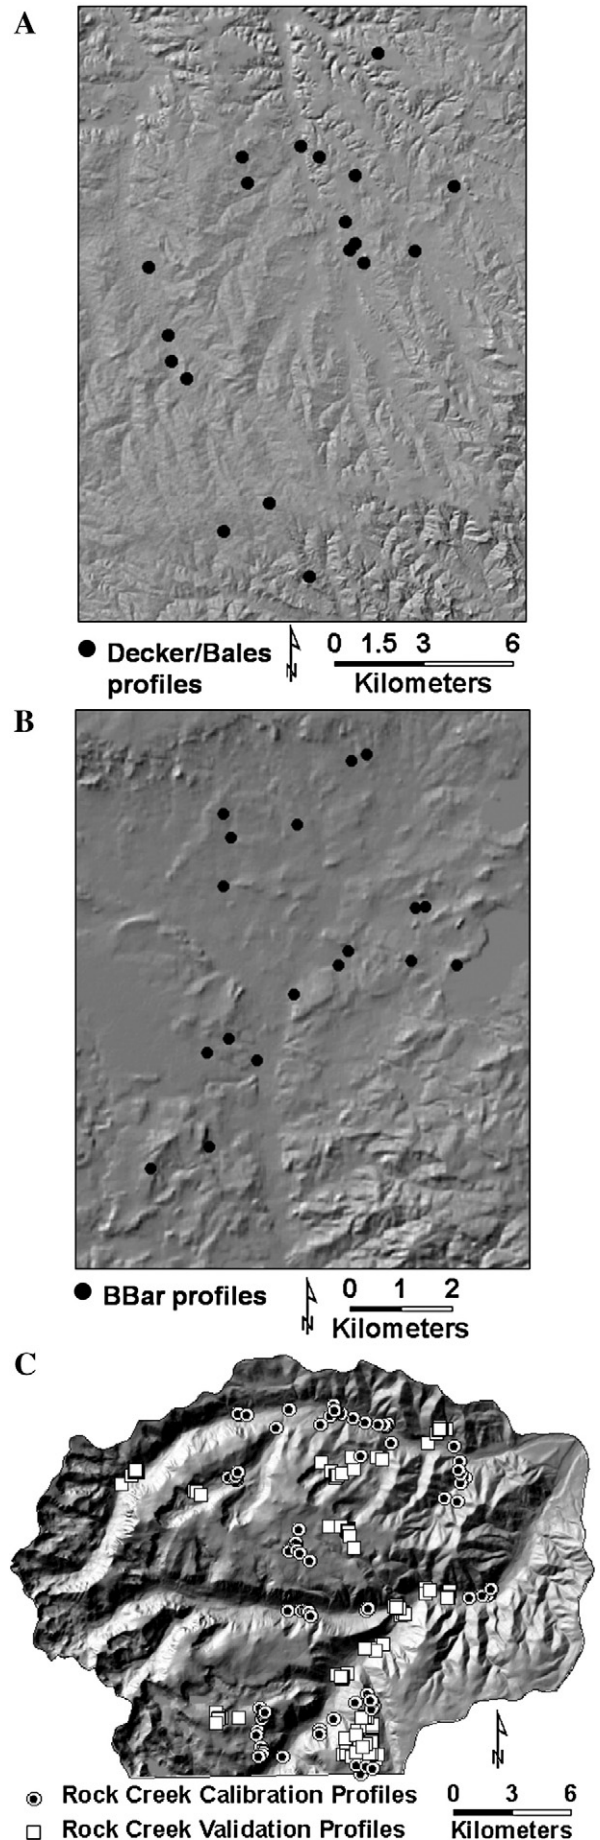 A
Decker/Bales
profiles
0 1.5 3 6
Kilometers
N
B
BBar profiles
0 1 2
Kilometers
N
C
Rock Creek Calibration Profiles
Rock Creek Validation Profiles
N
0 3 6
Kilometers